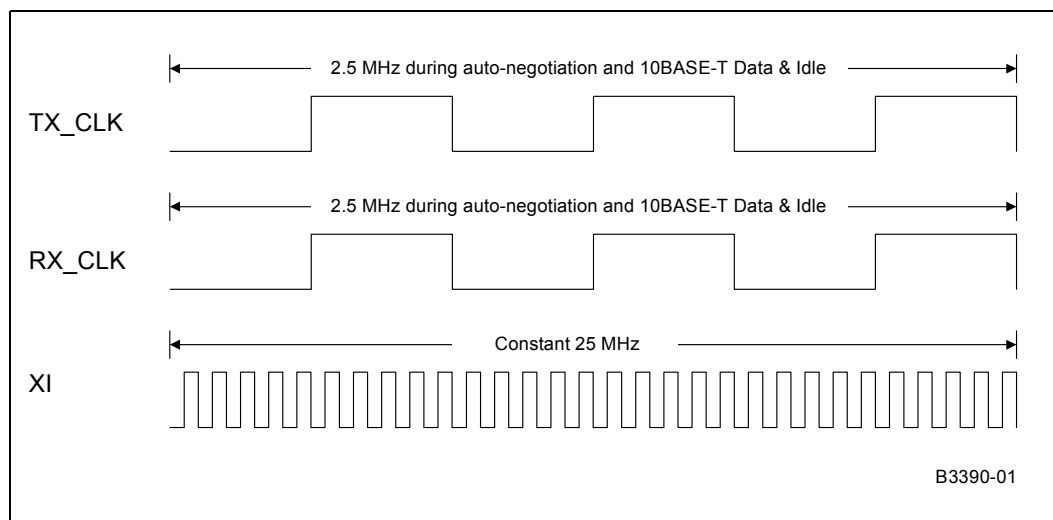 2.5 MHz during auto-negotiation and 10BASE-T Data & Idle
TX_CLK
2.5 MHz during auto-negotiation and 10BASE-T Data & Idle
RX_CLK
Constant 25 MHz
XI
B3390-01